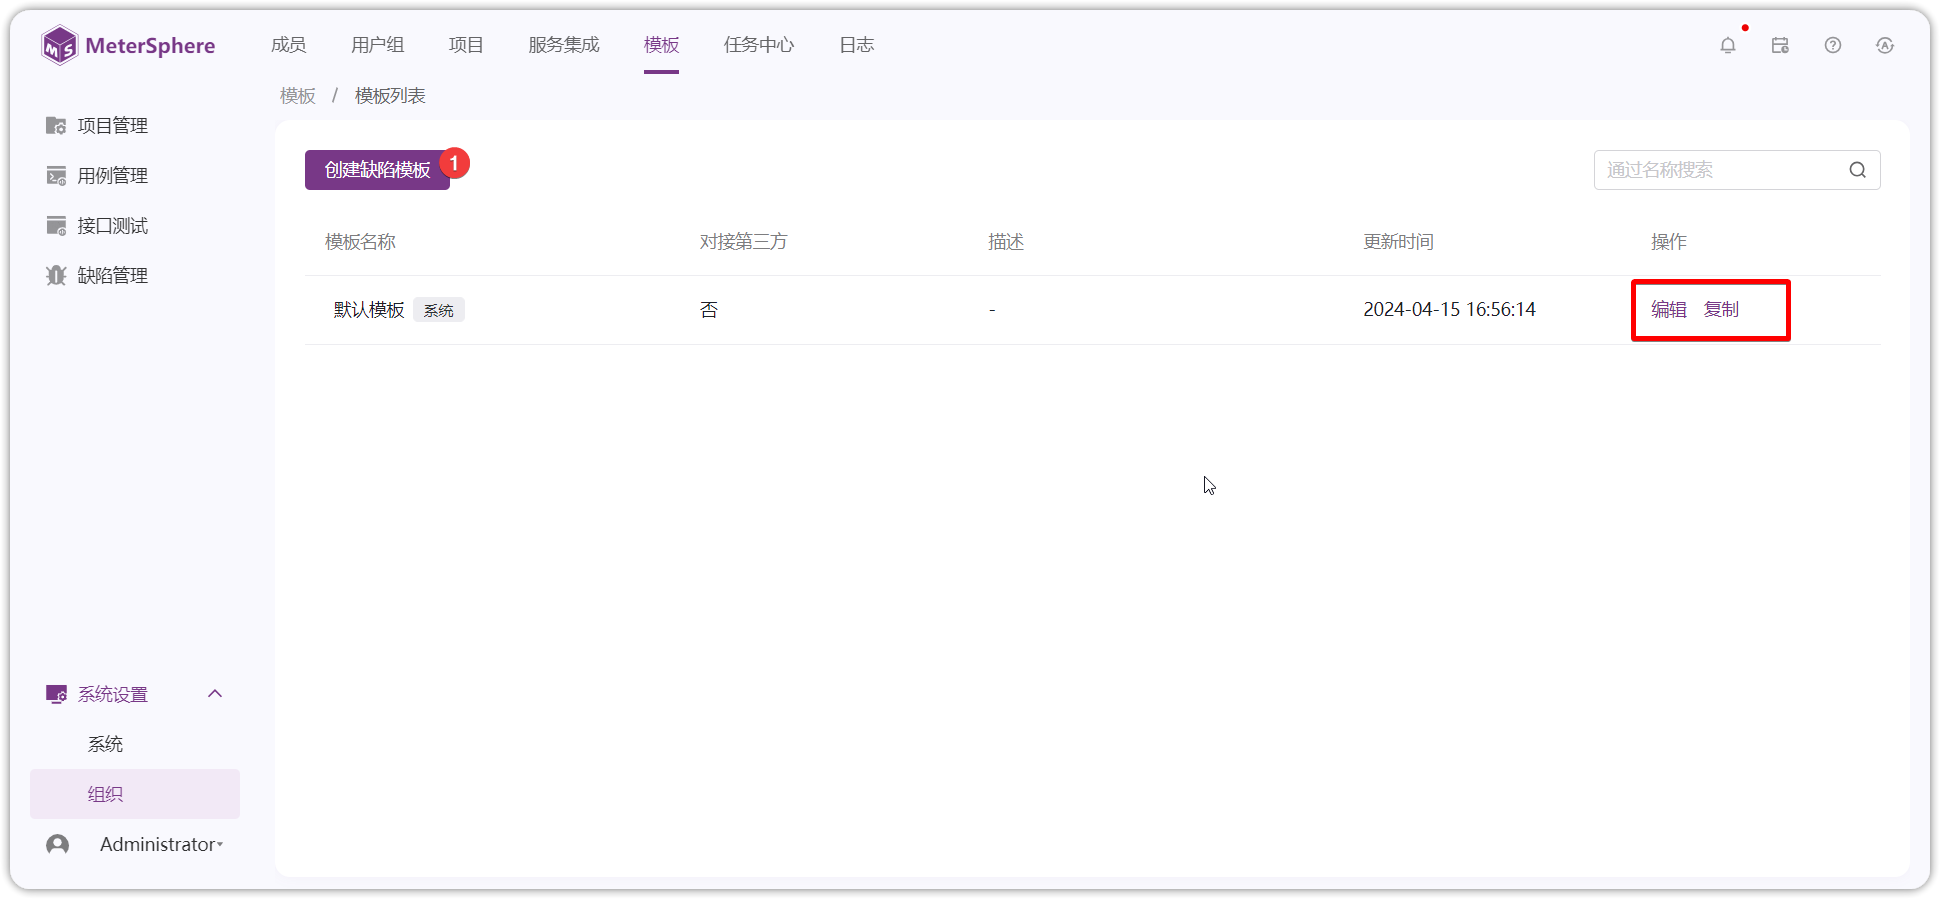 MeterSphere
成员 用户组 项目 服务集成 模板 任务中心 日志
模板 / 模板列表
项目管理
用例管理
接口测试
缺陷管理
创建缺陷模板 1
通过名称搜索
模板名称 对接第三方 描述 更新时间 操作
默认模板 系统 否 - 2024-04-15 16:56:14 编辑 复制
系统设置
系统
组织
Administrator